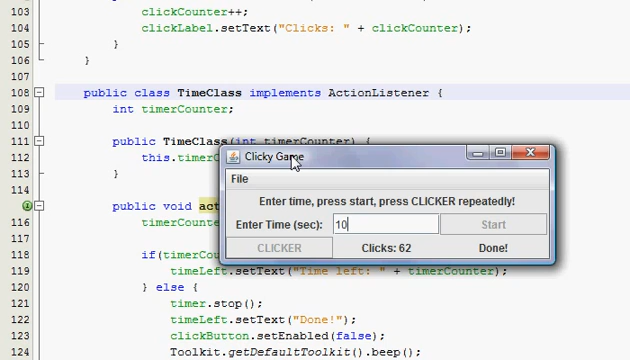 103 clickCounter++;
104 clickLabel.setText("Clicks: " + clickCounter);
105 }
106 }
107
108 public class TimeClass implements ActionListener {
109 int timerCounter;
110
111 public TimeClass(int timerCounter) {
112 this.timerC
113 }
114
public void act
116 timerCount
117
118 if(timerCou
119 timeLeft.setText("Time left: " + timerCounter);
120 } else {
121 timer.stop();
122 timeLeft.setText("Done!");
123 clickButton.setEnabled(false);
124 Toolkit.getDefaultToolkit().beep();
Clicky Game
File
Enter time, press start, press CLICKER repeatedly!
Enter Time (sec): 10 Start
CLICKER Clicks: 62 Done!